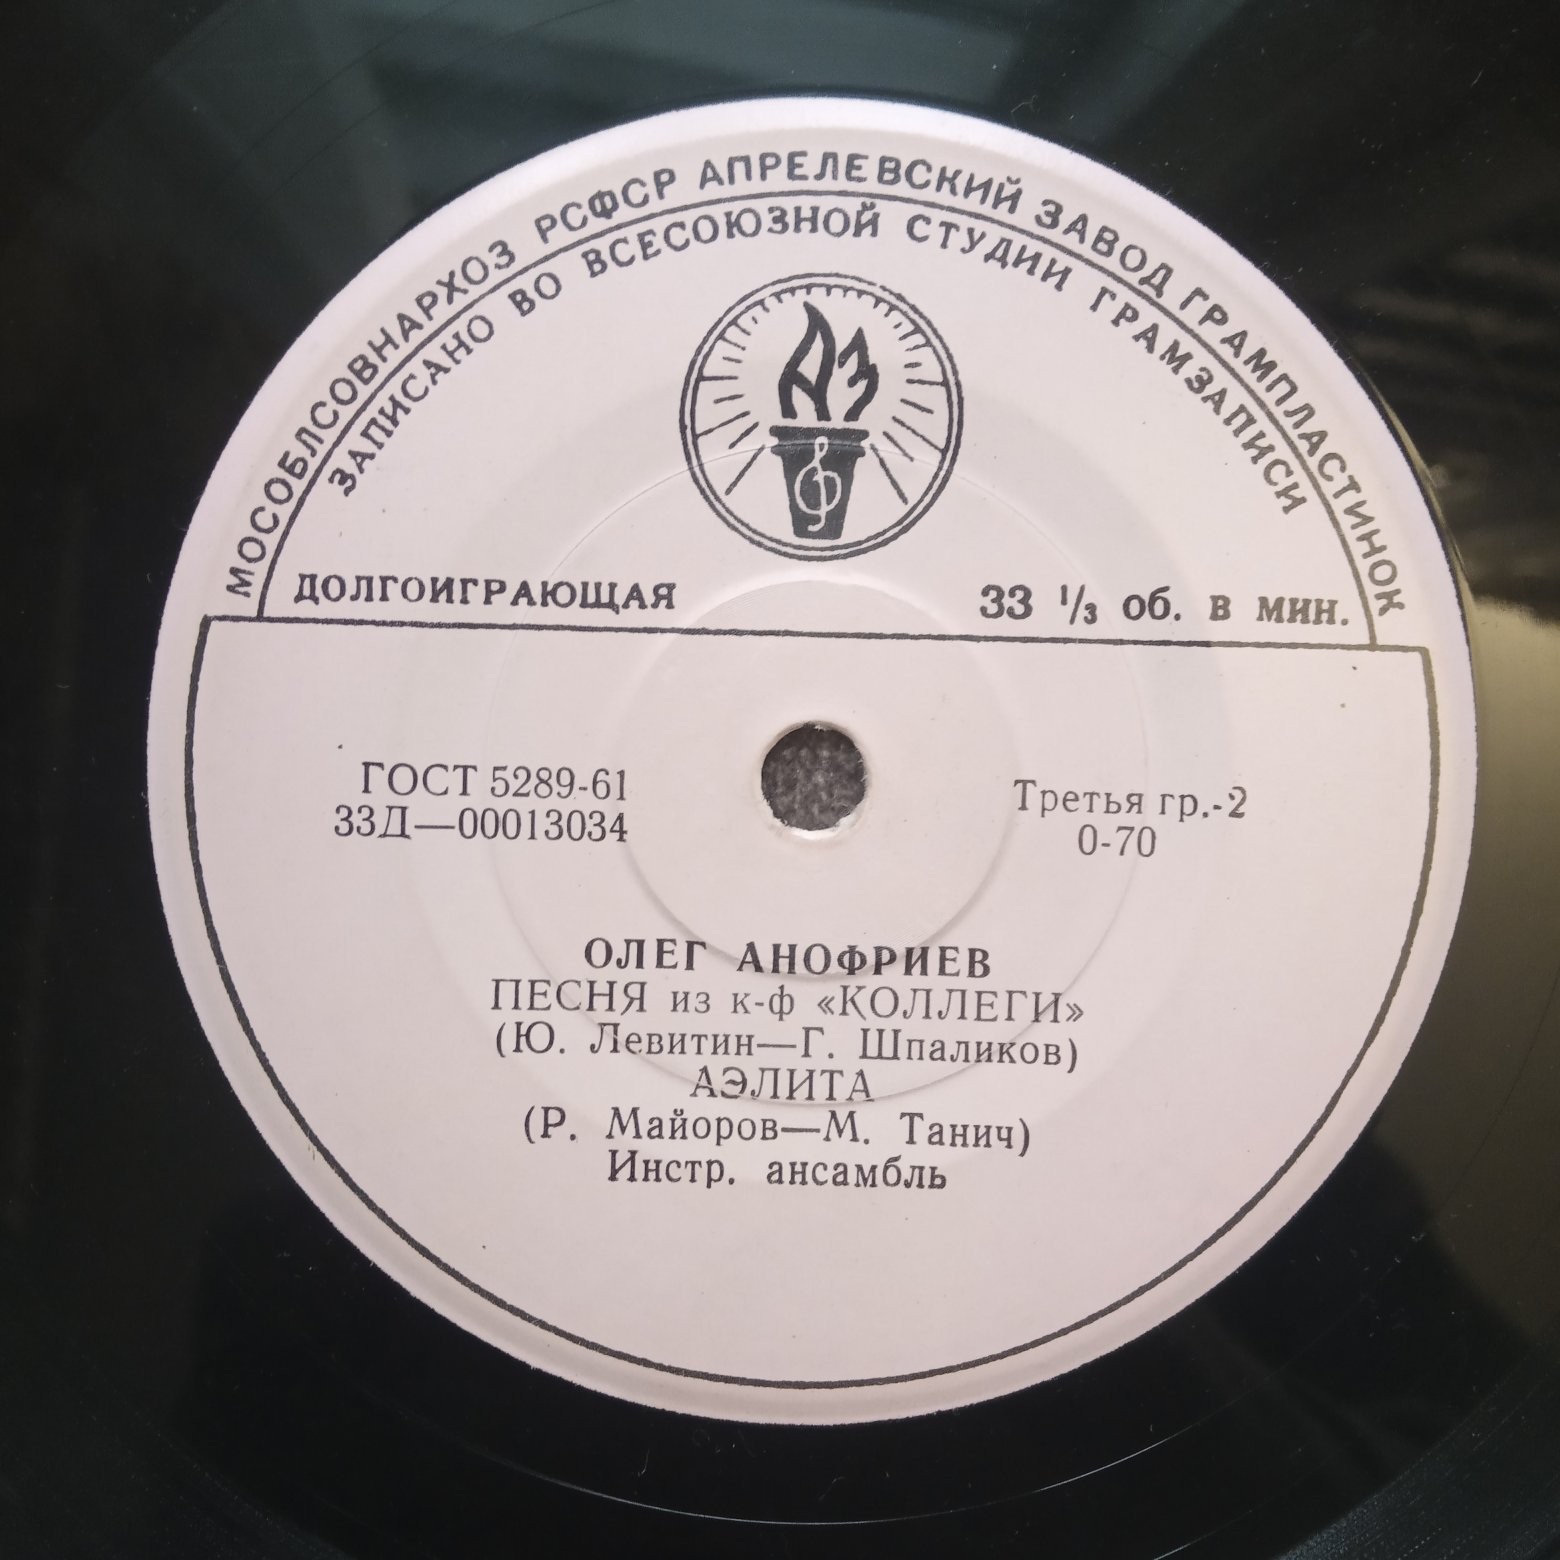 МОСОБЛСОВНАРХОЗ РСФСР АПРЕЛЕВСКИЙ ЗАВОД ГРАМПЛАСТИНОК
ЗАПИСАНО ВО ВСЕСОЮЗНОЙ СТУДИИ ГРАМЗАПИСИ
АЗ
ДОЛГОИГРАЮЩАЯ 33 1/3 об. в мин.
ГОСТ 5289-61 Третья гр.-2
33Д—00013034 0-70
ОЛЕГ АНОФРИЕВ
ПЕСНЯ из к-ф «КОЛЛЕГИ»
(Ю. Левитин—Г. Шпаликов)
АЭЛИТА
(Р. Майоров—М. Танич)
Инстр. ансамбль